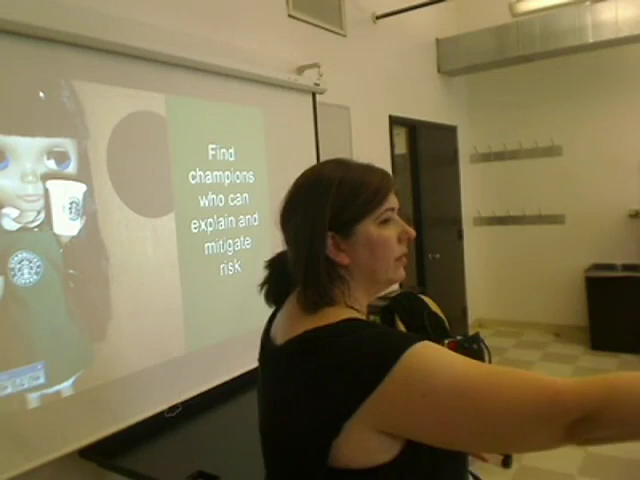 Find
champions
who can
explain and
mitigate
risk